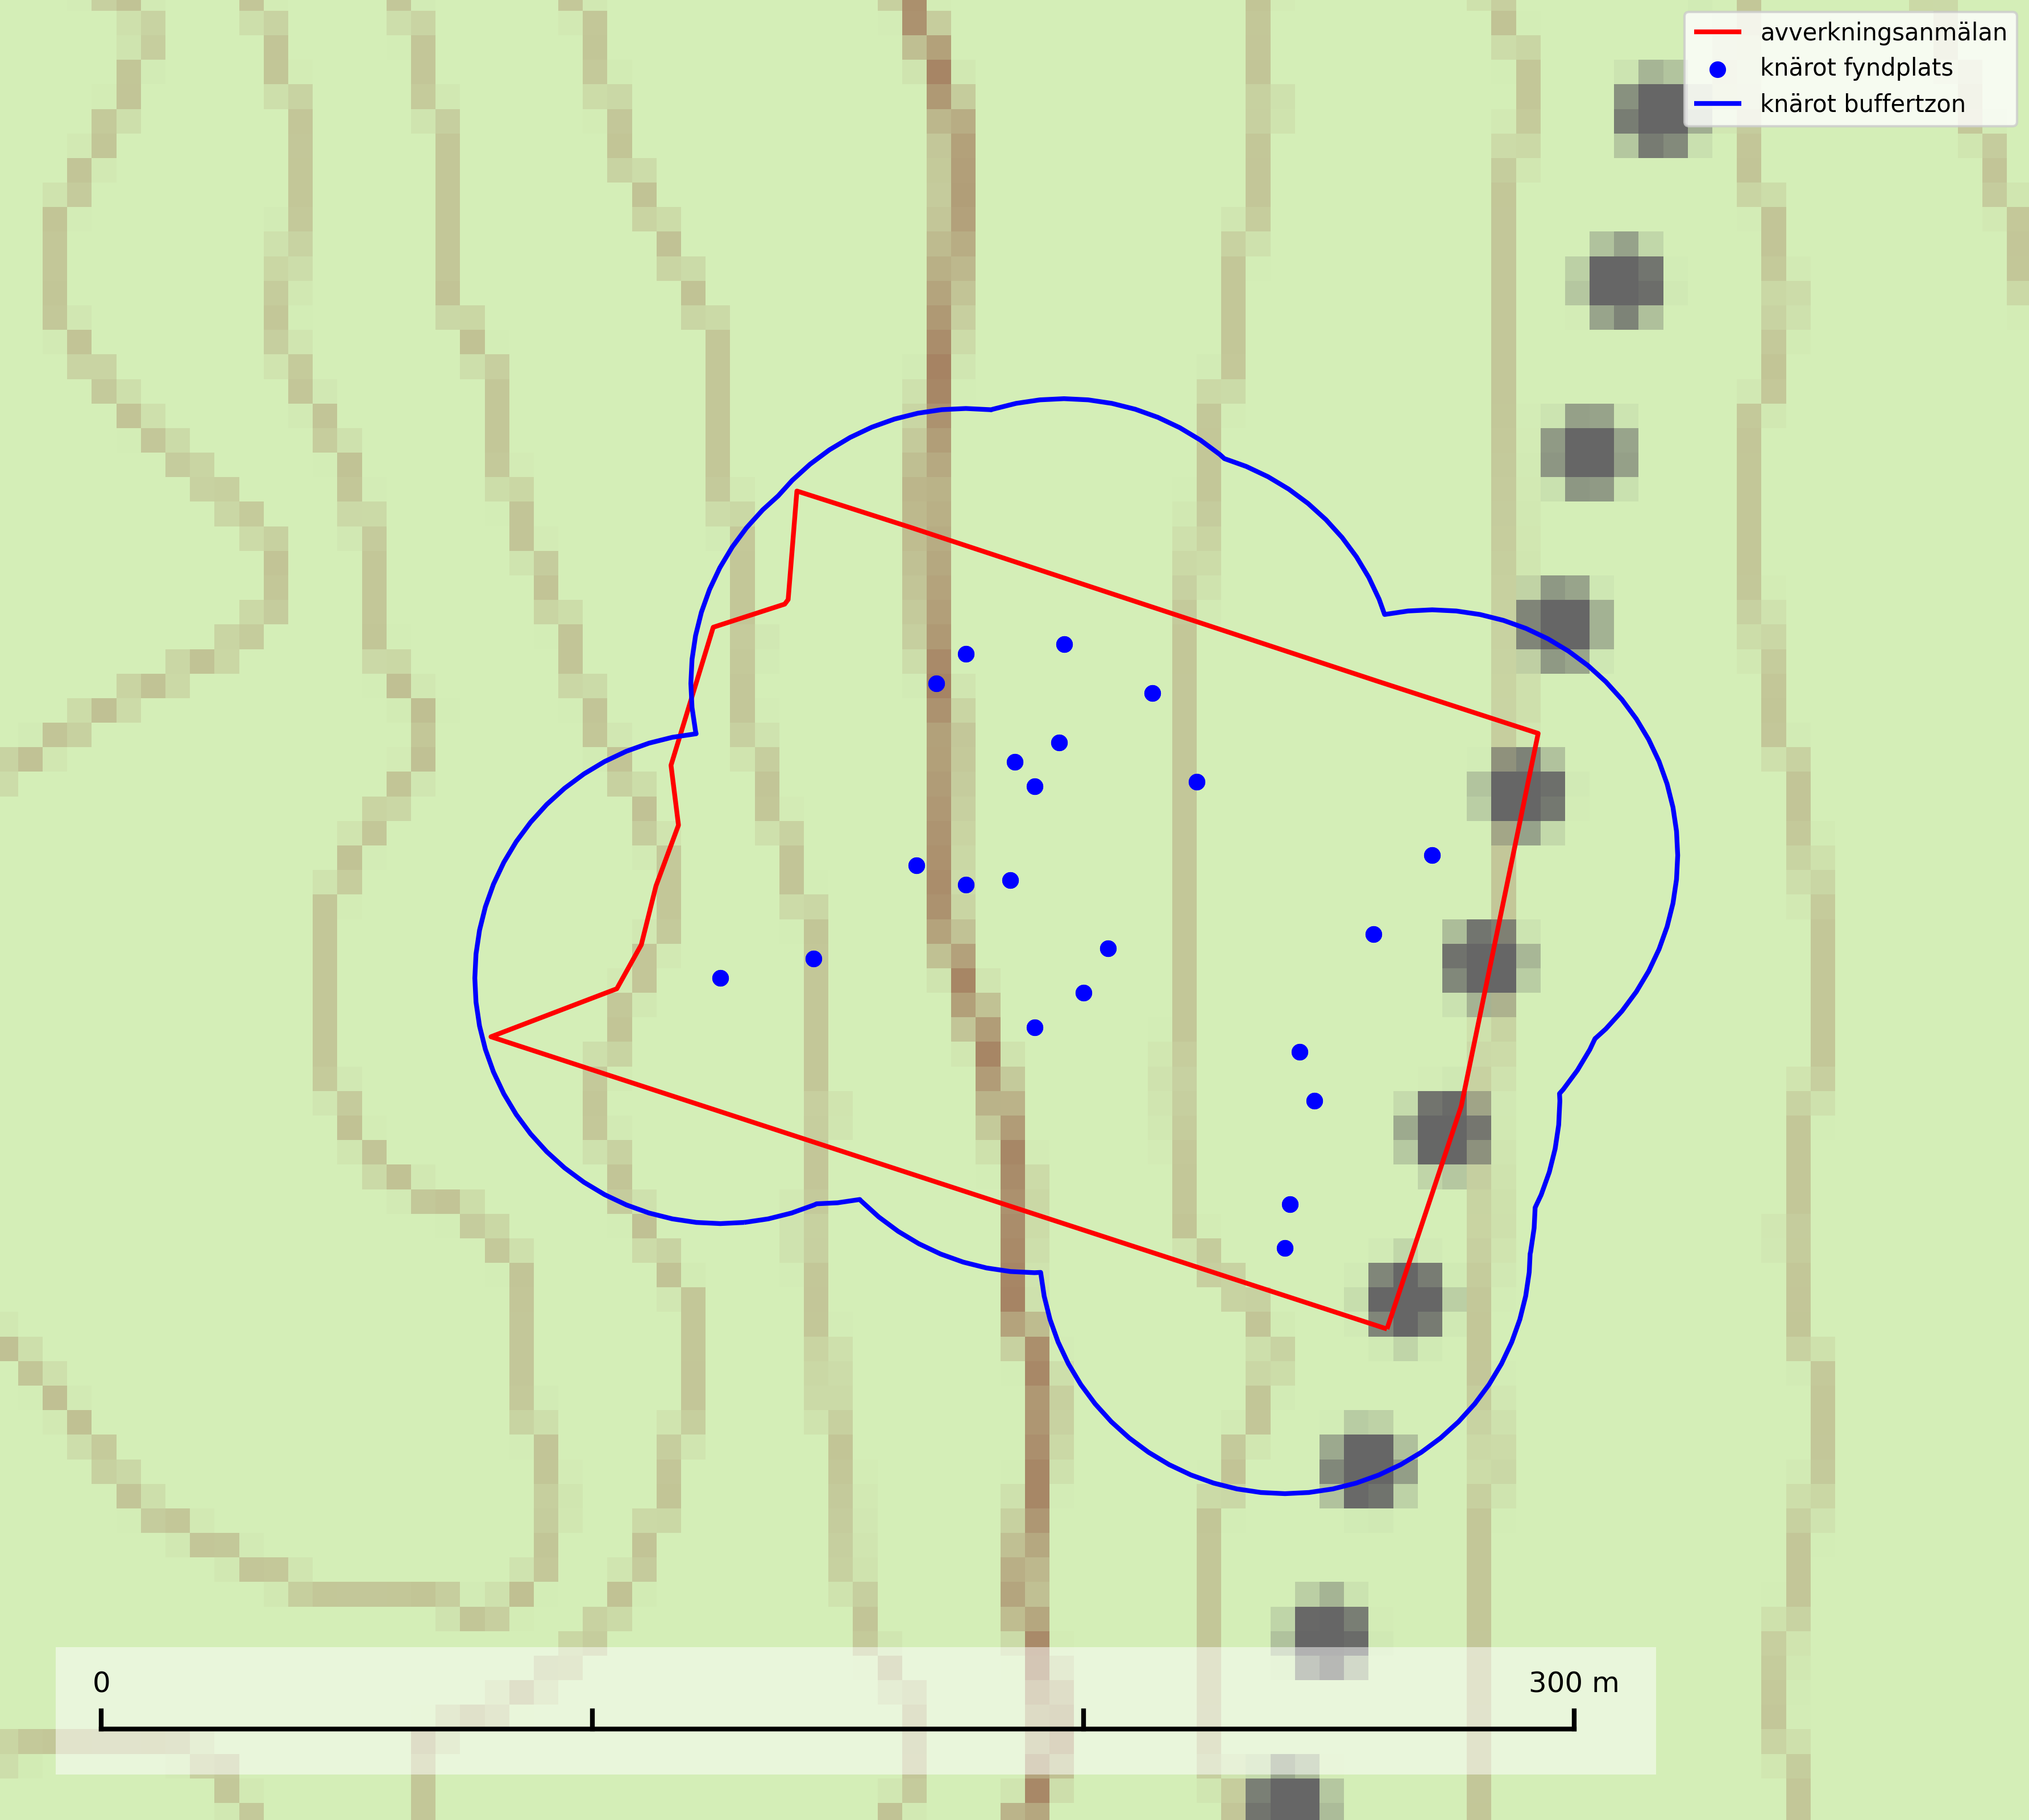 avverkningsanmälan
knärot fyndplats
knärot buffertzon
0
300 m